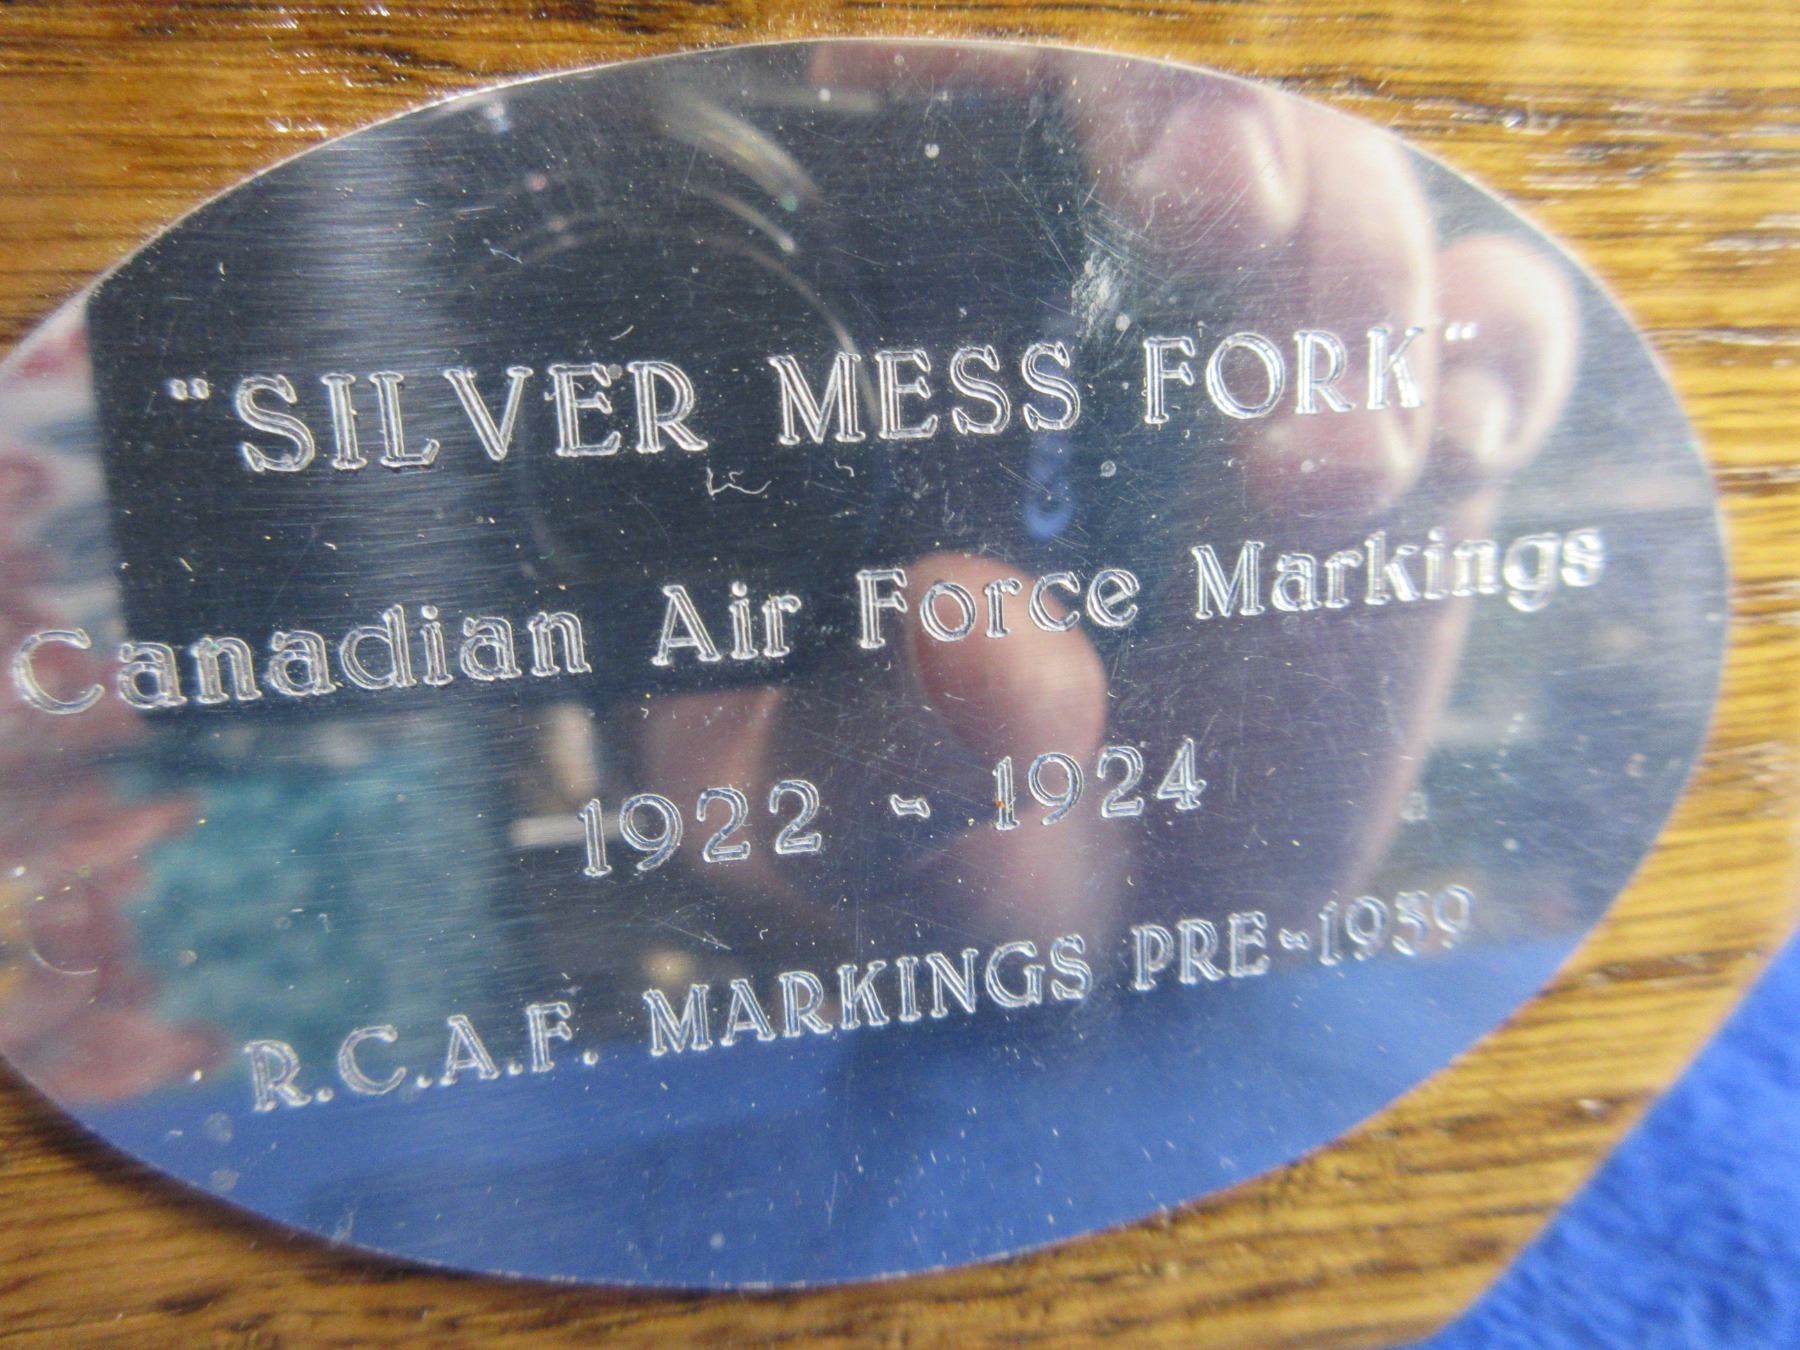 "SILVER MESS FORK"
Canadian Air Force Markings
1922 - 1924
R.C.A.F. MARKINGS PRE-1959